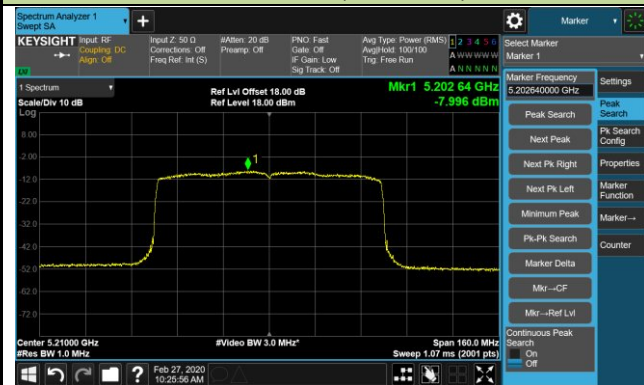 Spectrum Analyzer 1
Swept SA
Marker
KEYSIGHT
Input: RF
Coupling: DC
Align: Off
Input Z: 50 Ω
Corrections: Off
Freq Ref: Int (S)
#Atten: 20 dB
Preamp: Off
PNO: Fast
Gate: Off
IF Gain: Low
Sig Track: Off
Avg Type: Power (RMS)
Avg|Hold: 100/100
Trig: Free Run
1 2 3 4 5 6
A W W W W W
A N N N N N
Select Marker
Marker 1
LXI
1 Spectrum
Scale/Div 10 dB
Log
Ref Lvl Offset 18.00 dB
Ref Level 18.00 dBm
Mkr1 5.202 64 GHz
-7.996 dBm
8.00
-2.00
-12.0
-22.0
-32.0
-42.0
-52.0
-62.0
-72.0
1
Center 5.21000 GHz
#Res BW 1.0 MHz
#Video BW 3.0 MHz*
Span 160.0 MHz
Sweep 1.07 ms (2001 pts)
Marker Frequency
5.202640000 GHz
Peak Search
Next Peak
Next Pk Right
Next Pk Left
Minimum Peak
Pk-Pk Search
Marker Delta
Mkr→CF
Mkr→Ref Lvl
Continuous Peak
Search
On
Off
Settings
Peak
Search
Pk Search
Config
Properties
Marker
Function
Marker→
Counter
Feb 27, 2020
10:25:56 AM